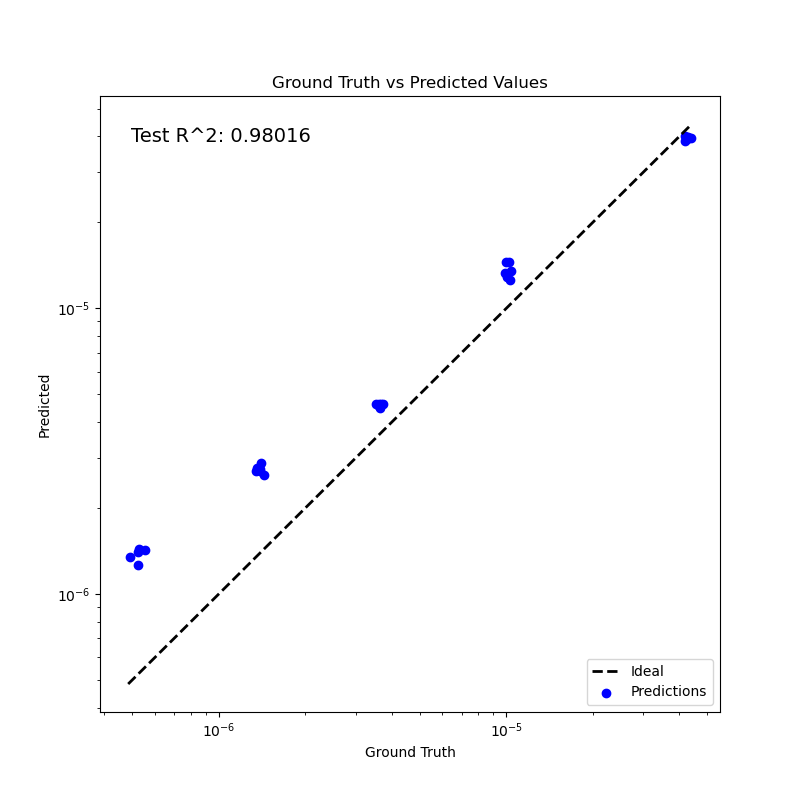 Ground Truth vs Predicted Values
Test R^2: 0.98016
10⁻⁵
10⁻⁶
Predicted
10⁻⁶
10⁻⁵
Ground Truth
Ideal
Predictions